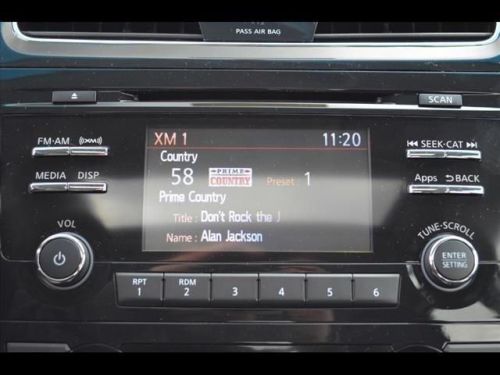 PASS AIR BAG
SCAN
FM·AM (XM)
SEEK·CAT
MEDIA DISP
Apps BACK
VOL
TUNE·SCROLL
ENTER
SETTING
XM 1 11:20
Country
58 PRIME COUNTRY Preset 1
Prime Country
Title : Don't Rock the J
Name : Alan Jackson
RPT RDM
1 2 3 4 5 6